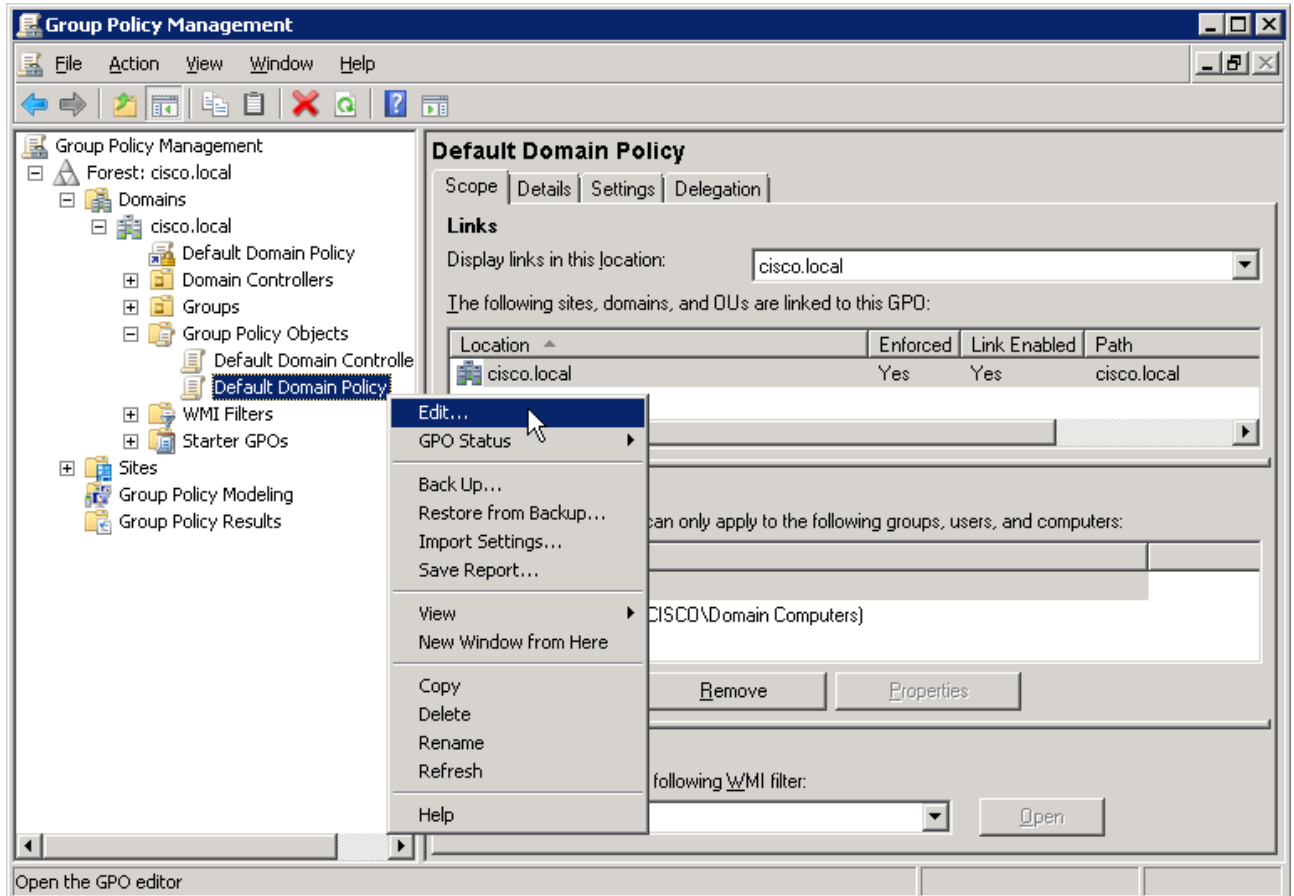 Group Policy Management
File Action View Window Help
Group Policy Management
Forest: cisco.local
Domains
cisco.local
Default Domain Policy
Domain Controllers
Groups
Group Policy Objects
Default Domain Controlle
Default Domain Policy
WMI Filters
Starter GPOs
Sites
Group Policy Modeling
Group Policy Results
Default Domain Policy
Scope Details Settings Delegation
Links
Display links in this location: cisco.local
The following sites, domains, and OUs are linked to this GPO:
Location Enforced Link Enabled Path
cisco.local Yes Yes cisco.local
Edit...
GPO Status
Back Up...
Restore from Backup...
Import Settings...
Save Report...
View
New Window from Here
Copy
Delete
Rename
Refresh
Help
can only apply to the following groups, users, and computers:
CISCO\Domain Computers)
Remove Properties
following WMI filter:
Open
Open the GPO editor